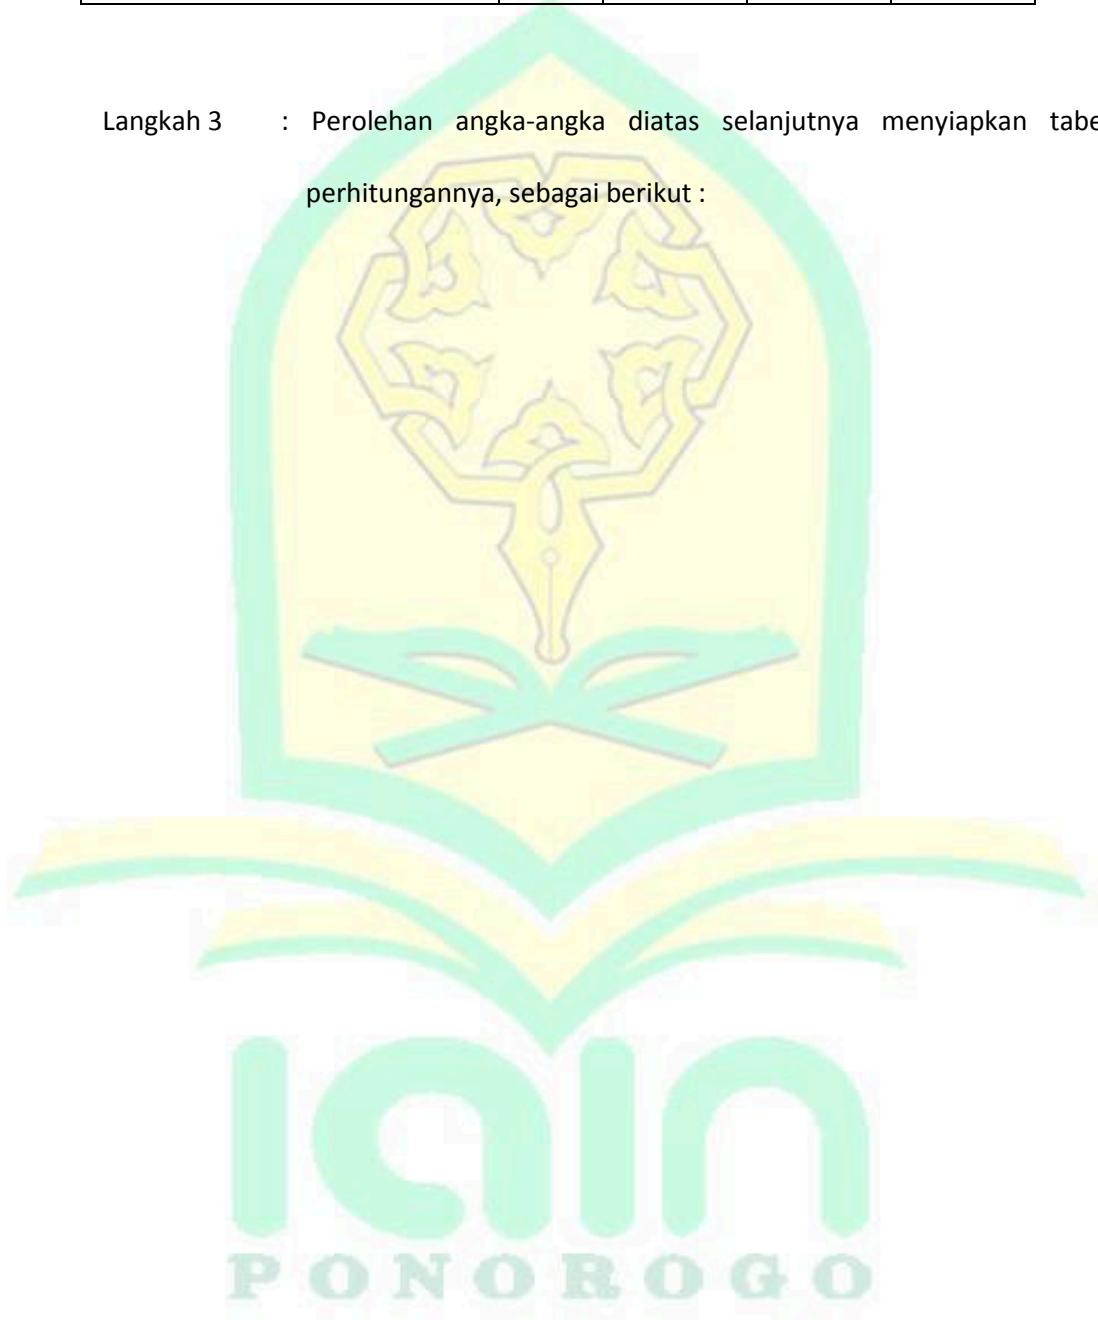 Langkah 3 : Perolehan angka-angka diatas selanjutnya menyiapkan tabe
perhitungannya, sebagai berikut :
iain
PONOROGO